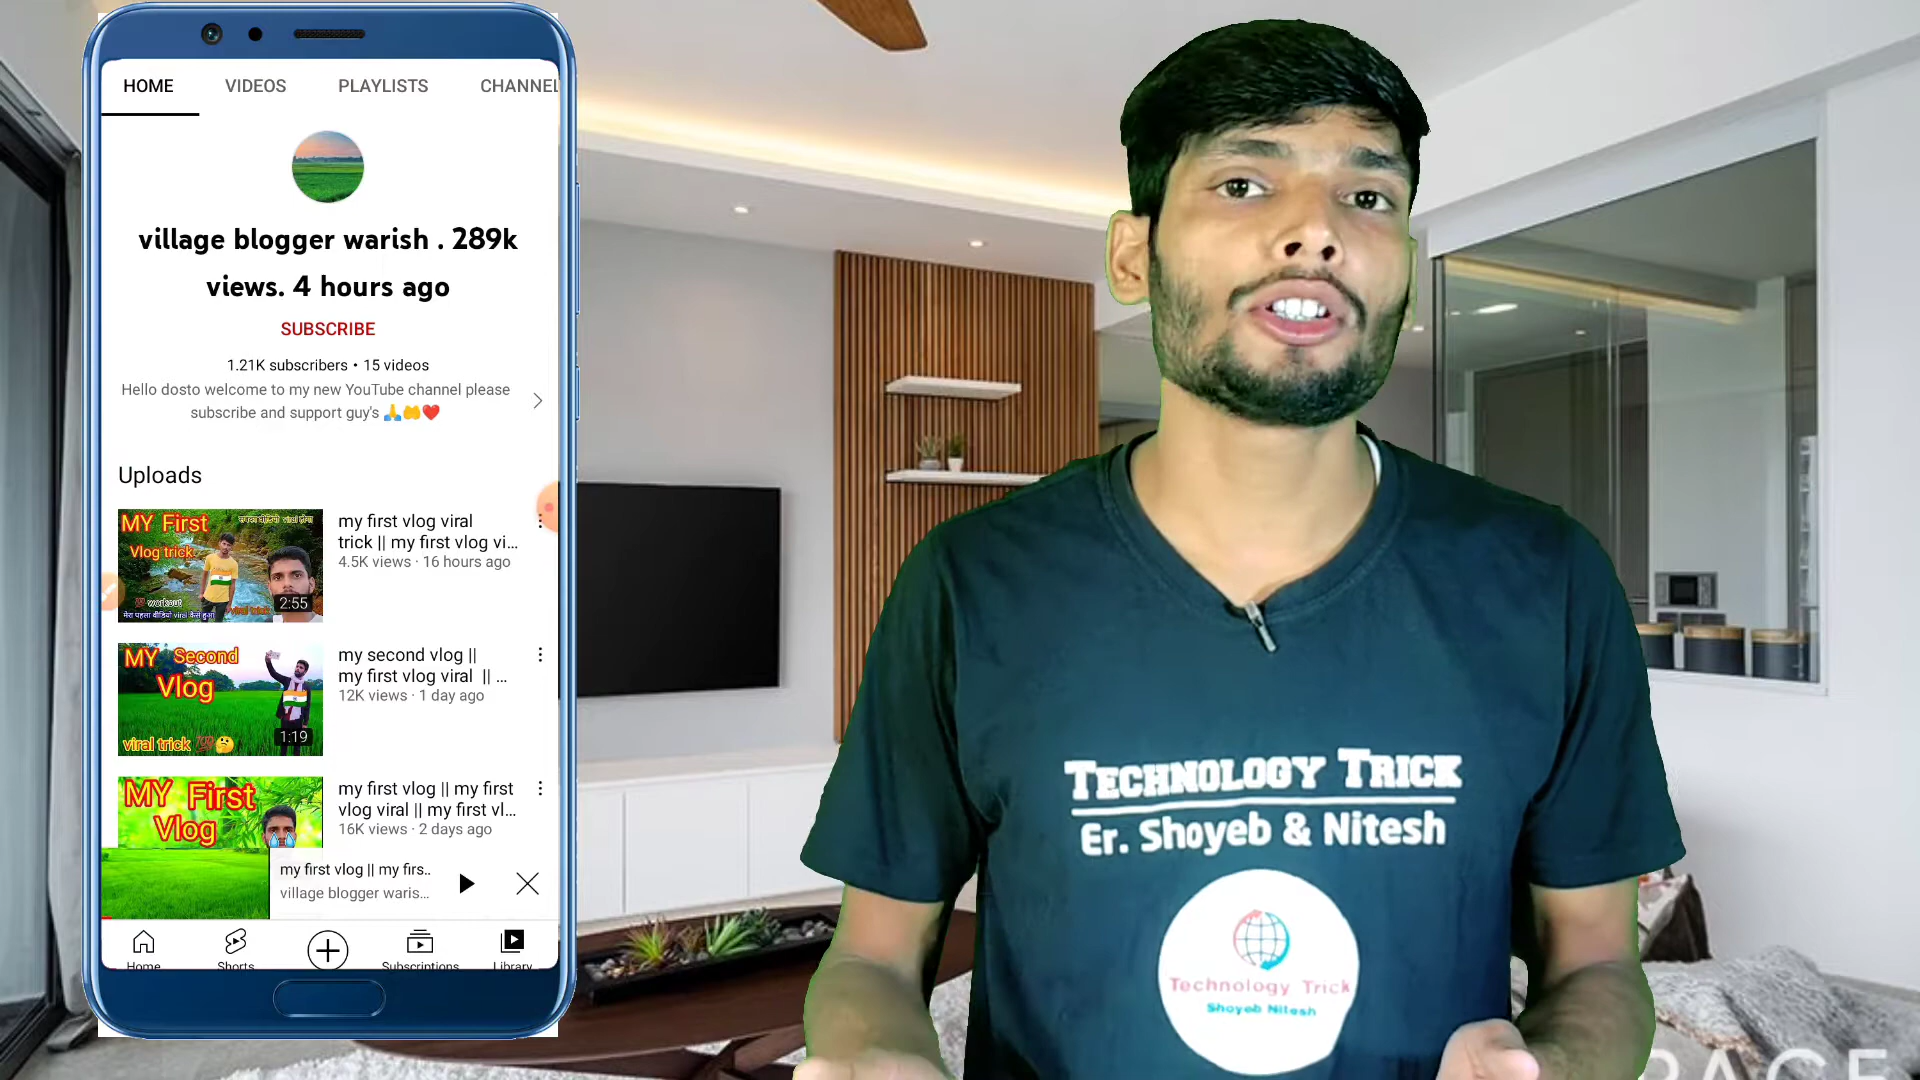 HOME VIDEOS PLAYLISTS CHANNEL
village blogger warish . 289k
views. 4 hours ago
SUBSCRIBE
1.21K subscribers • 15 videos
Hello dosto welcome to my new YouTube channel please
subscribe and support guy's 🙏🤲❤️
Uploads
MY First
Vlog trick
💯 workout
viral trick
2:55
my first vlog viral
trick || my first vlog vi...
4.5K views · 16 hours ago
MY Second
Vlog
viral trick 💯🤔
1:19
my second vlog ||
my first vlog viral || ...
12K views · 1 day ago
MY First
Vlog
my first vlog || my first
vlog viral || my first vl...
16K views · 2 days ago
my first vlog || my firs..
village blogger waris...
Home Shorts Subscriptions Library
TECHNOLOGY TRICK
Er. Shoyeb & Nitesh
Technology Trick
Shoyeb Nitesh